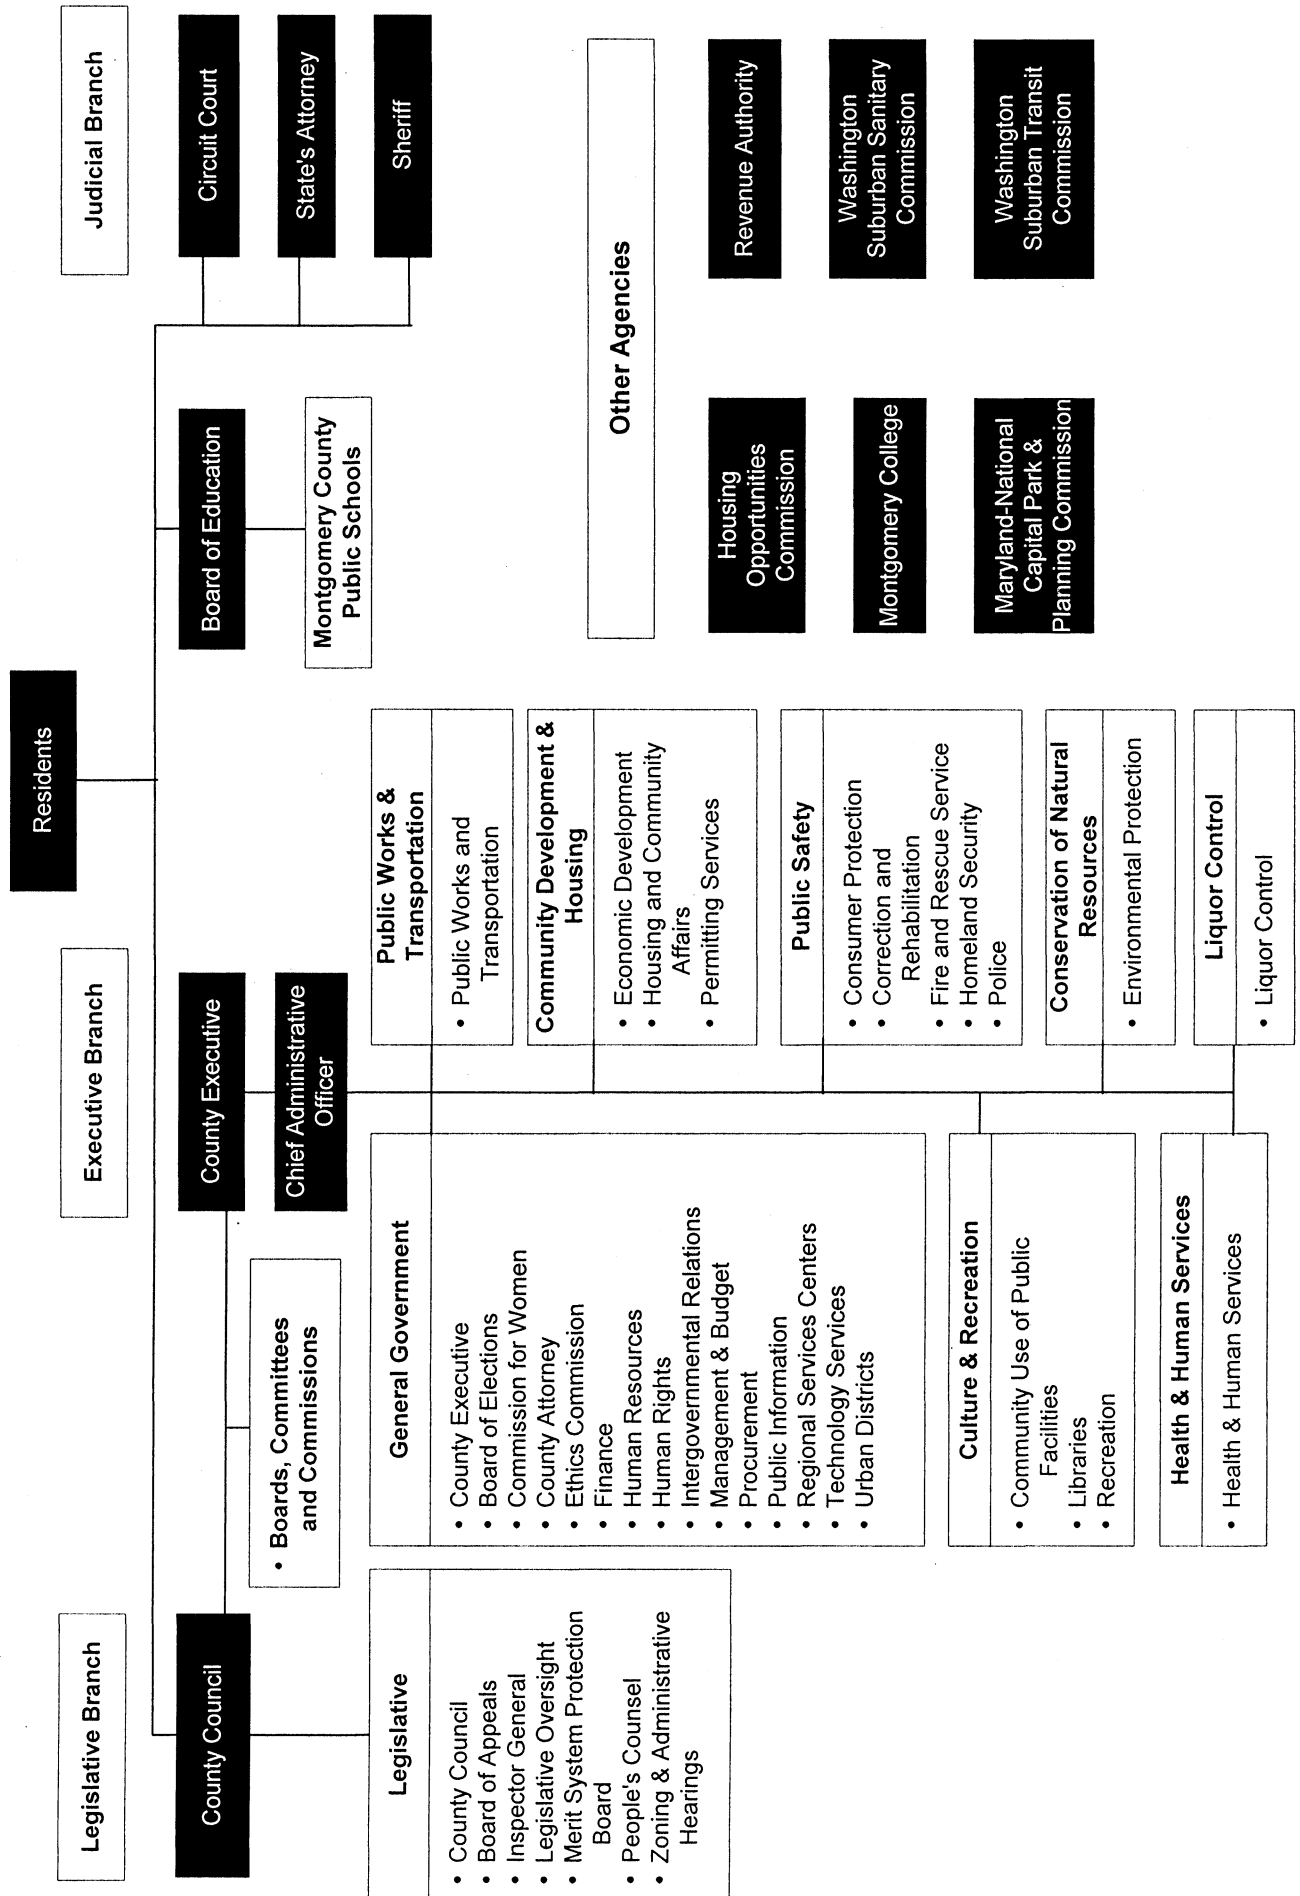 Residents
Legislative Branch
Executive Branch
Judicial Branch
County Council
County Executive
Board of Education
Circuit Court
• Boards, Committees
and Commissions
Chief Administrative
Officer
Montgomery County
Public Schools
State's Attorney
Sheriff
Legislative
• County Council
• Board of Appeals
• Inspector General
• Legislative Oversight
• Merit System Protection
Board
• People's Counsel
• Zoning & Administrative
Hearings
General Government
• County Executive
• Board of Elections
• Commission for Women
• County Attorney
• Ethics Commission
• Finance
• Human Resources
• Human Rights
• Intergovernmental Relations
• Management & Budget
• Procurement
• Public Information
• Regional Services Centers
• Technology Services
• Urban Districts
Culture & Recreation
• Community Use of Public
Facilities
• Libraries
• Recreation
Health & Human Services
• Health & Human Services
Public Works &
Transportation
• Public Works and
Transportation
Community Development &
Housing
• Economic Development
• Housing and Community
Affairs
• Permitting Services
Public Safety
• Consumer Protection
• Correction and
Rehabilitation
• Fire and Rescue Service
• Homeland Security
• Police
Conservation of Natural
Resources
• Environmental Protection
Liquor Control
• Liquor Control
Other Agencies
Housing
Opportunities
Commission
Revenue Authority
Montgomery College
Washington
Suburban Sanitary
Commission
Maryland-National
Capital Park &
Planning Commission
Washington
Suburban Transit
Commission